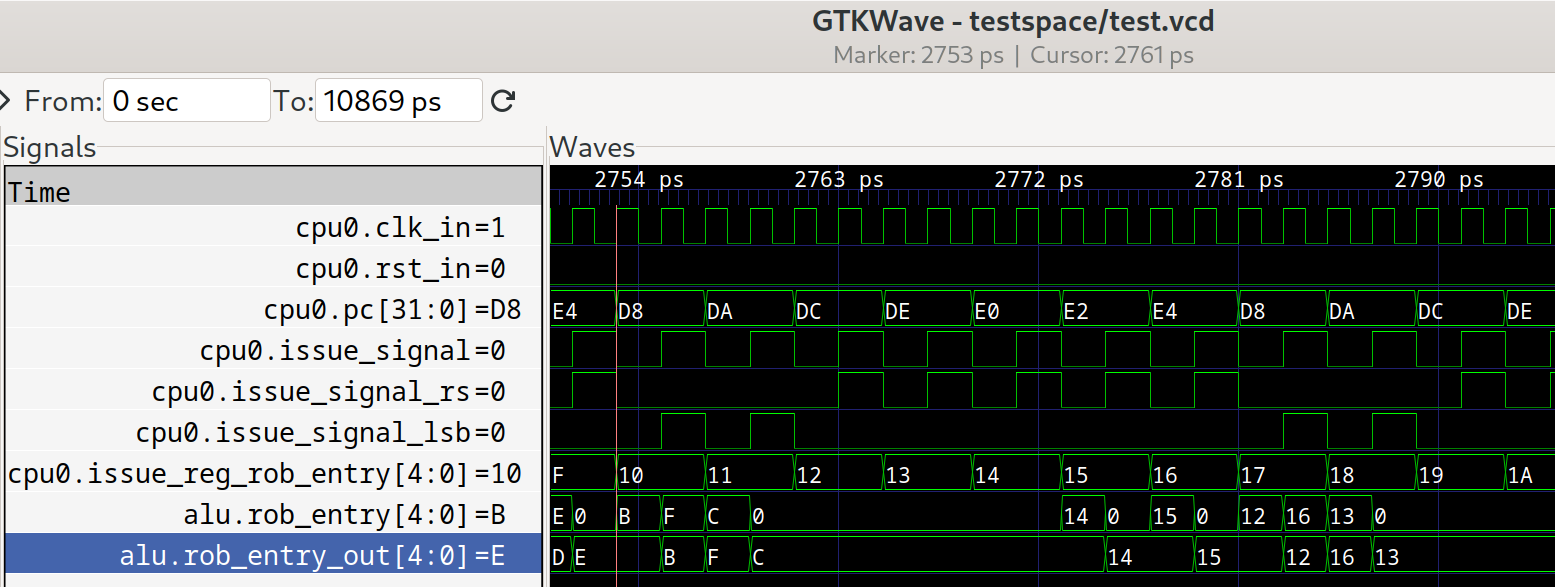 GTKWave - testspace/test.vcd
Marker: 2753 ps | Cursor: 2761 ps
From: 0 sec To: 10869 ps
Signals
Waves
Time
2754 ps 2763 ps 2772 ps 2781 ps 2790 ps
cpu0.clk_in=1
cpu0.rst_in=0
cpu0.pc[31:0]=D8 E4 D8 DA DC DE E0 E2 E4 D8 DA DC DE
cpu0.issue_signal=0
cpu0.issue_signal_rs=0
cpu0.issue_signal_lsb=0
cpu0.issue_reg_rob_entry[4:0]=10 F 10 11 12 13 14 15 16 17 18 19 1A
alu.rob_entry[4:0]=B E 0 B F C 0 14 0 15 0 12 16 13 0
alu.rob_entry_out[4:0]=E D E B F C 14 15 12 16 13